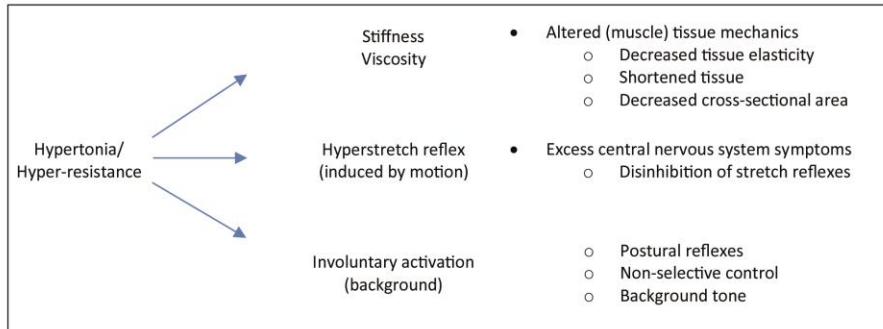 Hypertonia/
Hyper-resistance
Stiffness
Viscosity
• Altered (muscle) tissue mechanics
o Decreased tissue elasticity
o Shortened tissue
o Decreased cross-sectional area
Hyperstretch reflex
(induced by motion)
• Excess central nervous system symptoms
o Disinhibition of stretch reflexes
Involuntary activation
(background)
o Postural reflexes
o Non-selective control
o Background tone